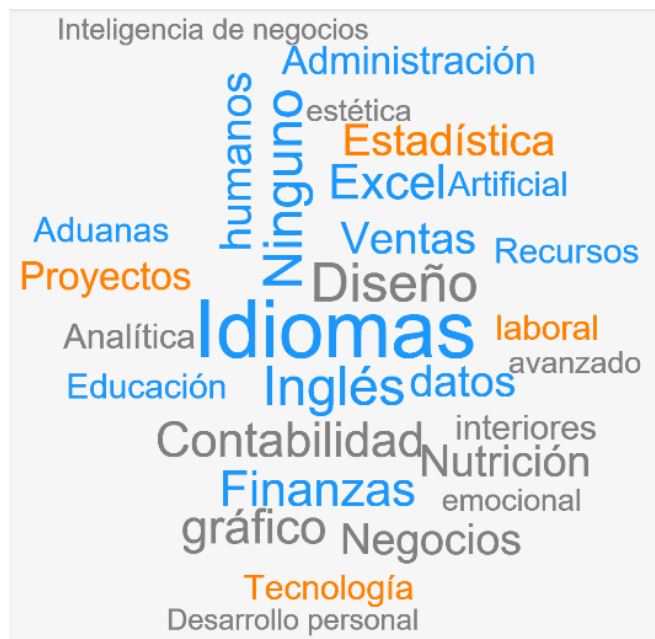 Inteligencia de negocios
Administración
humanos
Ninguno
estética
Estadística
Excel
Artificial
Aduanas
Ventas
Recursos
Proyectos
Diseño
Idiomas
Analítica
laboral
avanzado
Educación
Inglés
datos
Contabilidad
interiores
Nutrición
Finanzas
emocional
gráfico
Negocios
Tecnología
Desarrollo personal